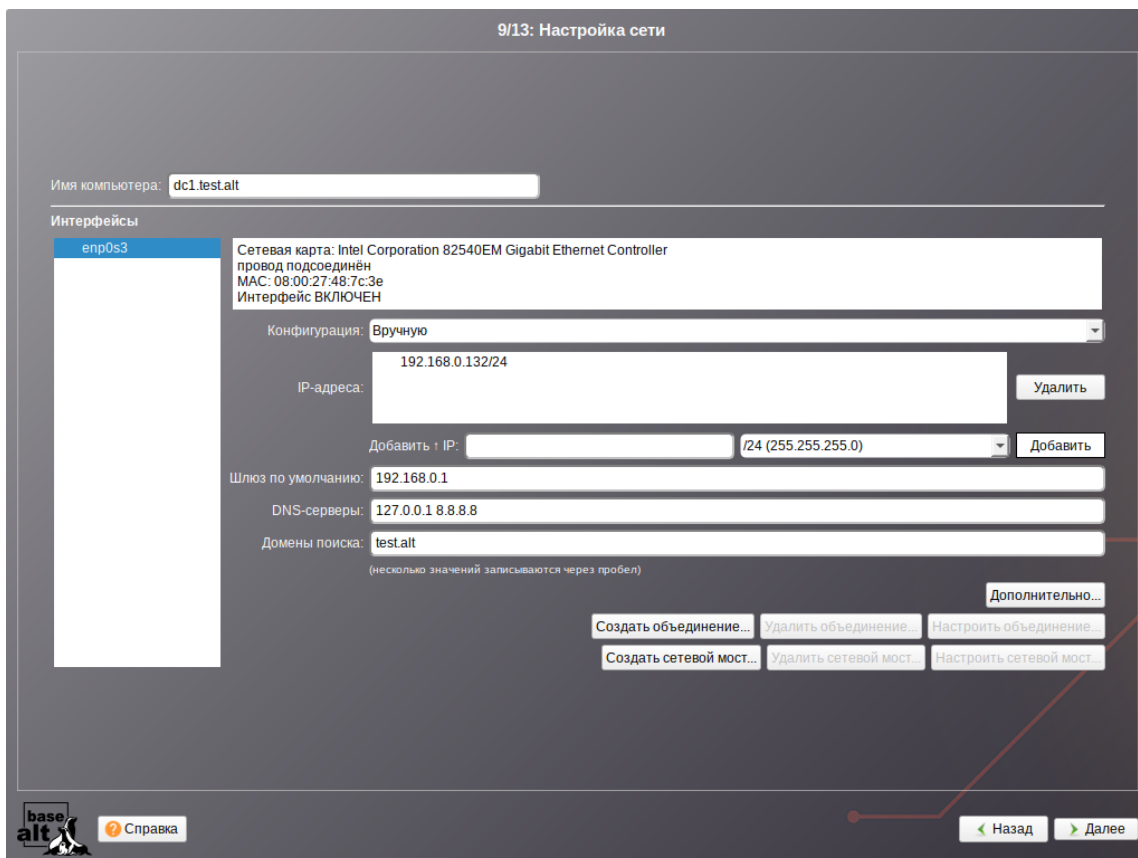 9/13: Настройка сети
Имя компьютера: dc1.test.alt
Интерфейсы
enp0s3
Сетевая карта: Intel Corporation 82540EM Gigabit Ethernet Controller
провод подсоединён
MAC: 08:00:27:48:7c:3e
Интерфейс ВКЛЮЧЕН
Конфигурация: Вручную
192.168.0.132/24
IP-адреса: Удалить
Добавить ↑ IP: /24 (255.255.255.0) Добавить
Шлюз по умолчанию: 192.168.0.1
DNS-серверы: 127.0.0.1 8.8.8.8
Домены поиска: test.alt
(несколько значений записываются через пробел)
Дополнительно...
Создать объединение... Удалить объединение... Настроить объединение...
Создать сетевой мост... Удалить сетевой мост... Настроить сетевой мост...
base
alt
Справка Назад Далее